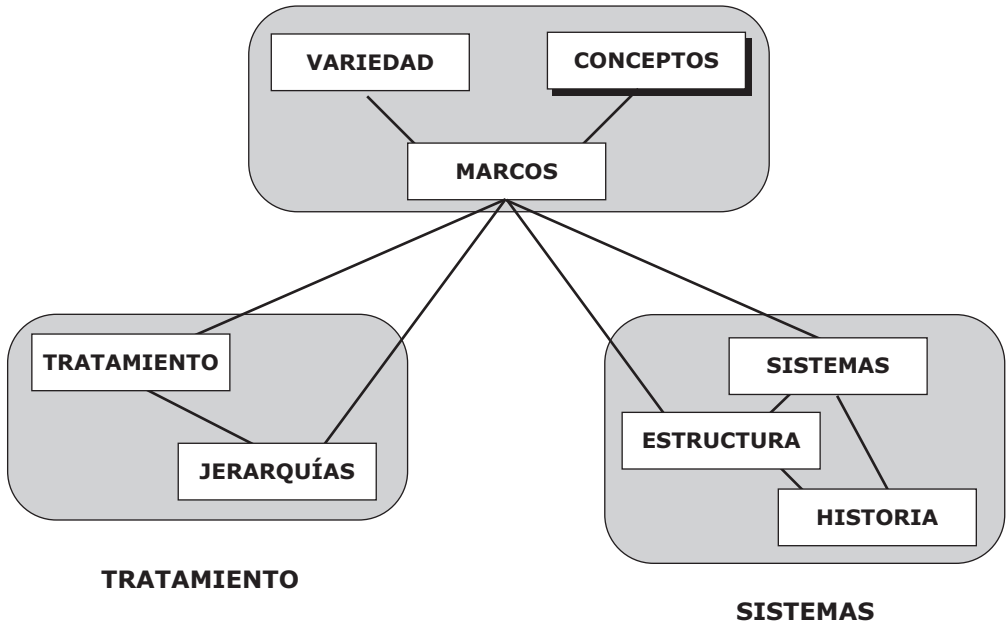 VARIEDAD
CONCEPTOS
MARCOS
TRATAMIENTO
JERARQUÍAS
SISTEMAS
ESTRUCTURA
HISTORIA
TRATAMIENTO
SISTEMAS